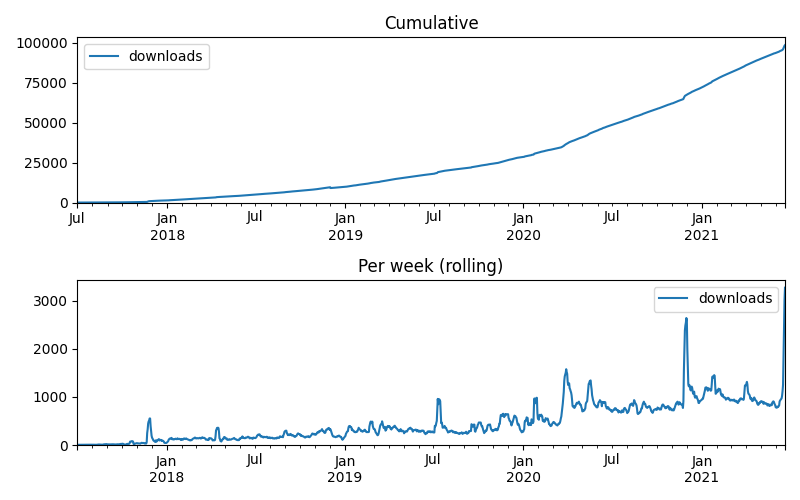 Cumulative
downloads
100000
75000
50000
25000
0
Jul Jan Jul Jan Jul Jan Jul Jan
2018 2019 2020 2021
Per week (rolling)
downloads
3000
2000
1000
0
Jan Jul Jan Jul Jan Jul Jan
2018 2019 2020 2021